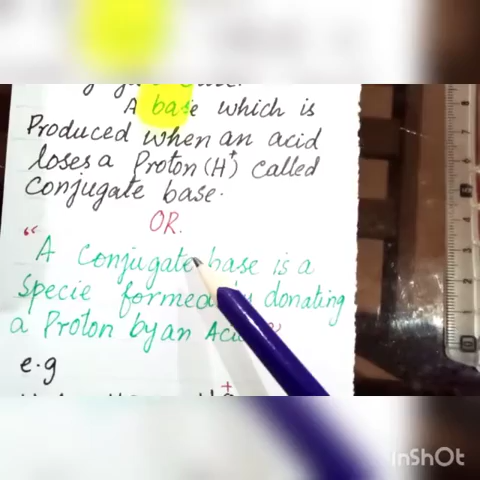 A base which is
Produced when an acid
loses a Proton (H+) called
Conjugate base.
OR.
"A Conjugate base is a
Specie formed donating
a Proton by an Acid"
e.g
InShOt